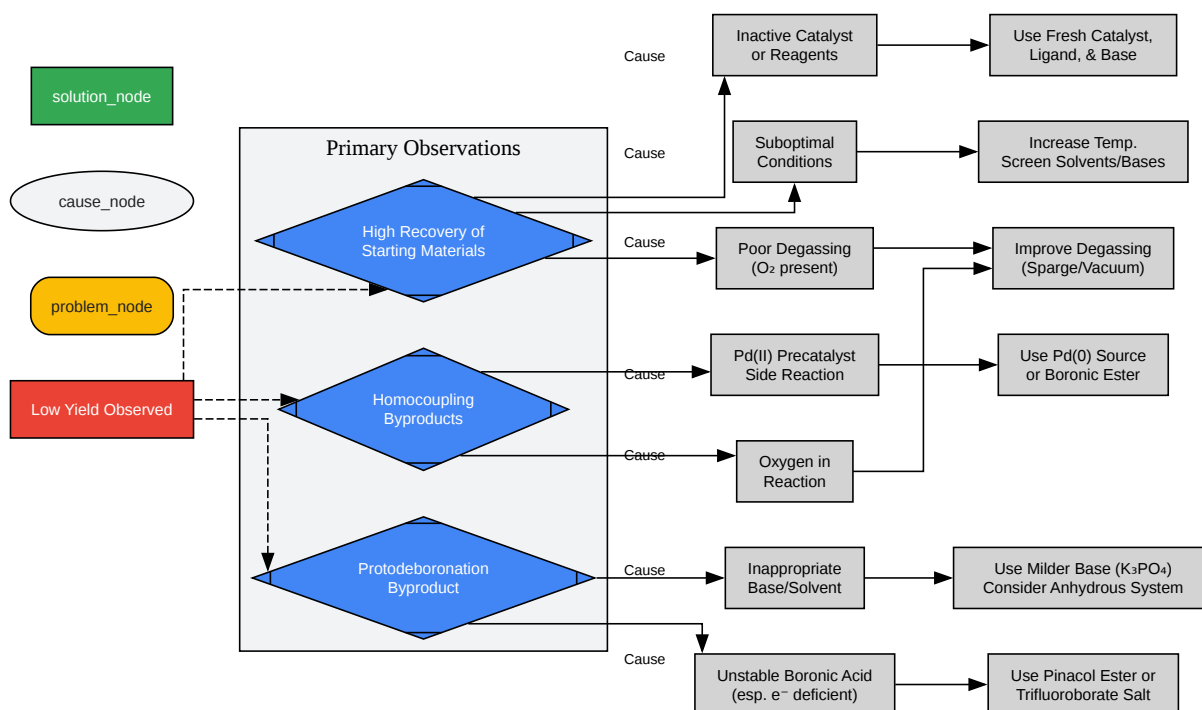 solution_node
cause_node
problem_node
Low Yield Observed
Primary Observations
High Recovery of
Starting Materials
Homocoupling
Byproducts
Protodeboronation
Byproduct
Cause
Inactive Catalyst
or Reagents
Use Fresh Catalyst,
Ligand, & Base
Cause
Suboptimal
Conditions
Increase Temp.
Screen Solvents/Bases
Cause
Poor Degassing
(O₂ present)
Improve Degassing
(Sparge/Vacuum)
Cause
Pd(II) Precatalyst
Side Reaction
Use Pd(0) Source
or Boronic Ester
Cause
Oxygen in
Reaction
Cause
Inappropriate
Base/Solvent
Use Milder Base (K₃PO₄)
Consider Anhydrous System
Cause
Unstable Boronic Acid
(esp. e⁻ deficient)
Use Pinacol Ester or
Trifluoroborate Salt